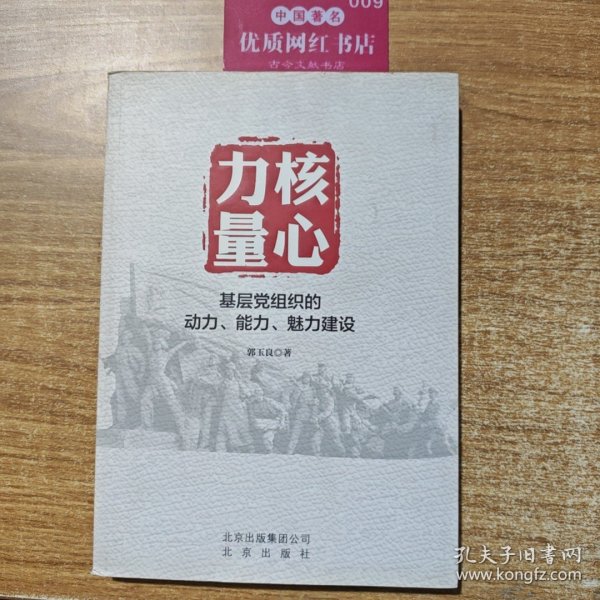 009
中国著名
优质网红书店
古今文献书店
核心
力量
基层党组织的
动力、能力、魅力建设
郭玉良◎著
北京出版集团公司
北京出版社
孔夫子旧书网
www.kongfz.com